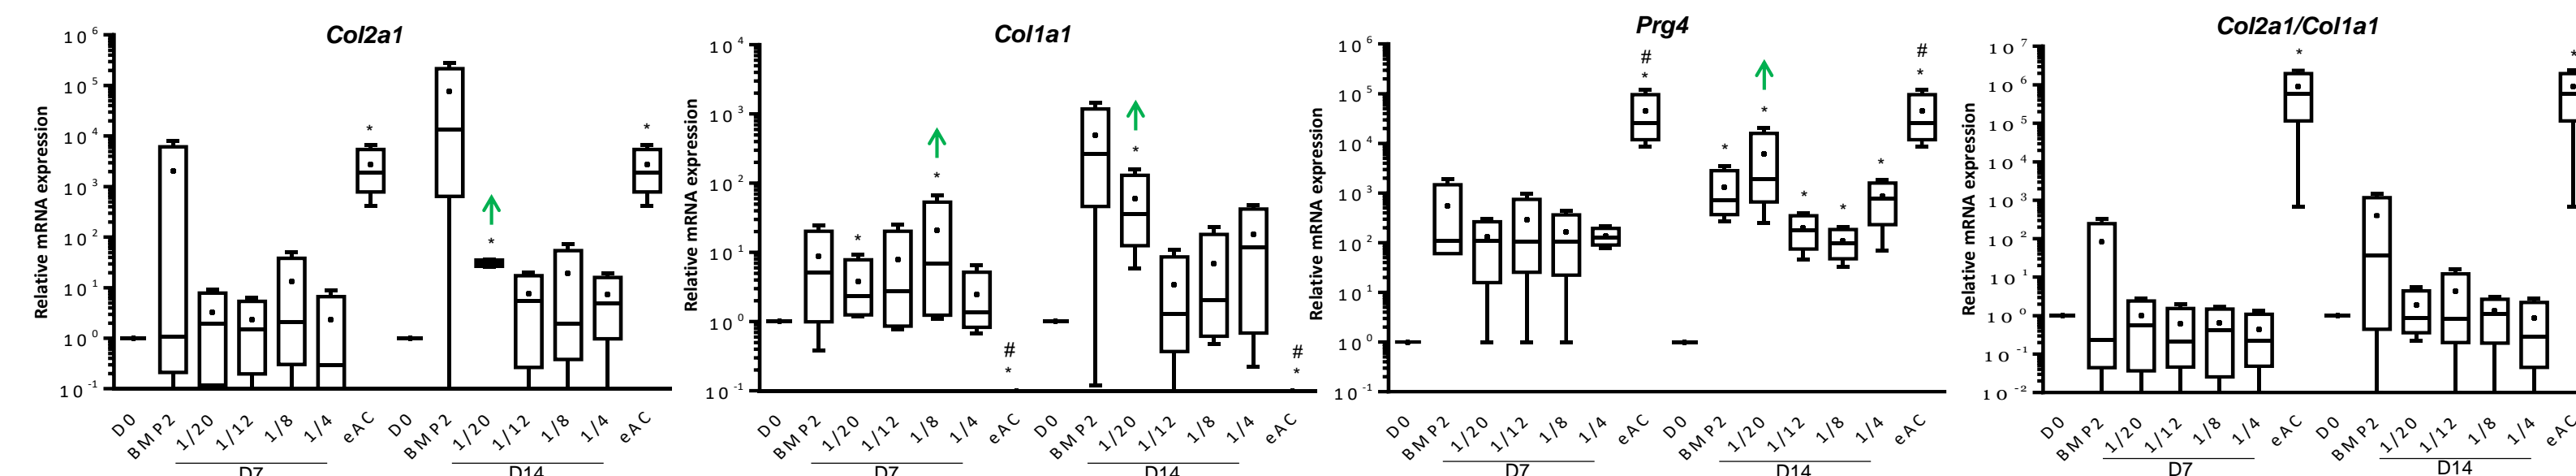 Col2a1
Relative mRNA expression
10^6
10^5
10^4
10^3
10^2
10^1
10^0
10^-1
* * *
D0 BMP2 1/20 1/12 1/8 1/4 eAC D0 BMP2 1/20 1/12 1/8 1/4 eAC
D7 D14
Col1a1
Relative mRNA expression
10^4
10^3
10^2
10^1
10^0
10^-1
* * # * * # *
D0 BMP2 1/20 1/12 1/8 1/4 eAC D0 BMP2 1/20 1/12 1/8 1/4 eAC
D7 D14
Prg4
Relative mRNA expression
10^6
10^5
10^4
10^3
10^2
10^1
10^0
10^-1
# * * * * * * # *
D0 BMP2 1/20 1/12 1/8 1/4 eAC D0 BMP2 1/20 1/12 1/8 1/4 eAC
D7 D14
Col2a1/Col1a1
Relative mRNA expression
10^7
10^6
10^5
10^4
10^3
10^2
10^1
10^0
10^-1
10^-2
* *
D0 BMP2 1/20 1/12 1/8 1/4 eAC D0 BMP2 1/20 1/12 1/8 1/4 eAC
D7 D14